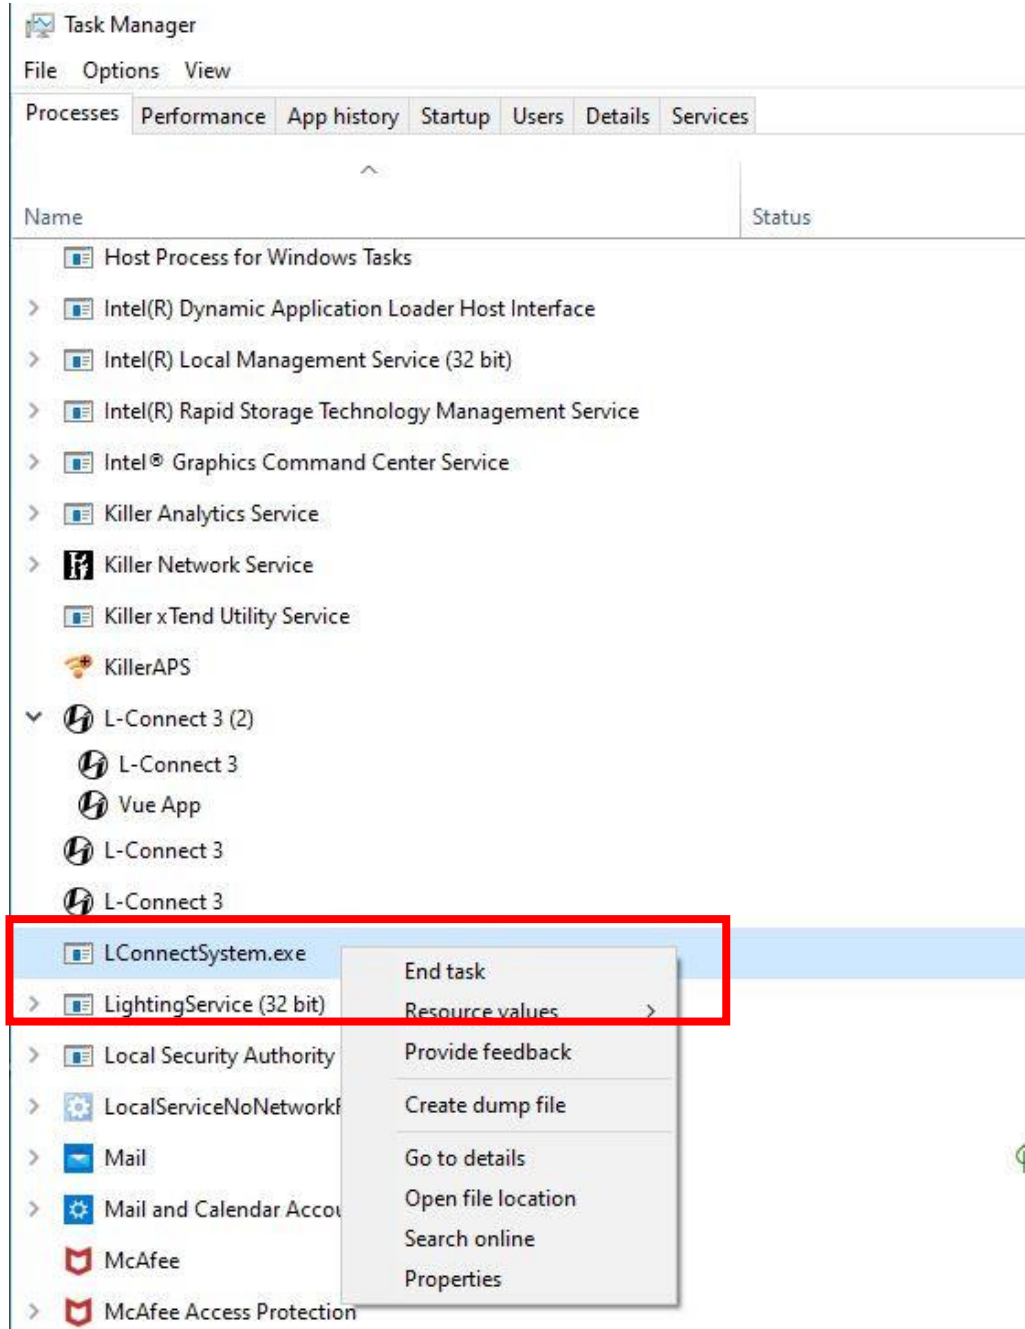 Task Manager
File Options View
Processes Performance App history Startup Users Details Services
Name Status
Host Process for Windows Tasks
Intel(R) Dynamic Application Loader Host Interface
Intel(R) Local Management Service (32 bit)
Intel(R) Rapid Storage Technology Management Service
Intel® Graphics Command Center Service
Killer Analytics Service
Killer Network Service
Killer xTend Utility Service
KillerAPS
L-Connect 3 (2)
L-Connect 3
Vue App
L-Connect 3
L-Connect 3
LConnectSystem.exe
LightingService (32 bit)
Local Security Authority
LocalServiceNoNetworkF
Mail
Mail and Calendar Accou
McAfee
McAfee Access Protection
End task
Resource values
Provide feedback
Create dump file
Go to details
Open file location
Search online
Properties